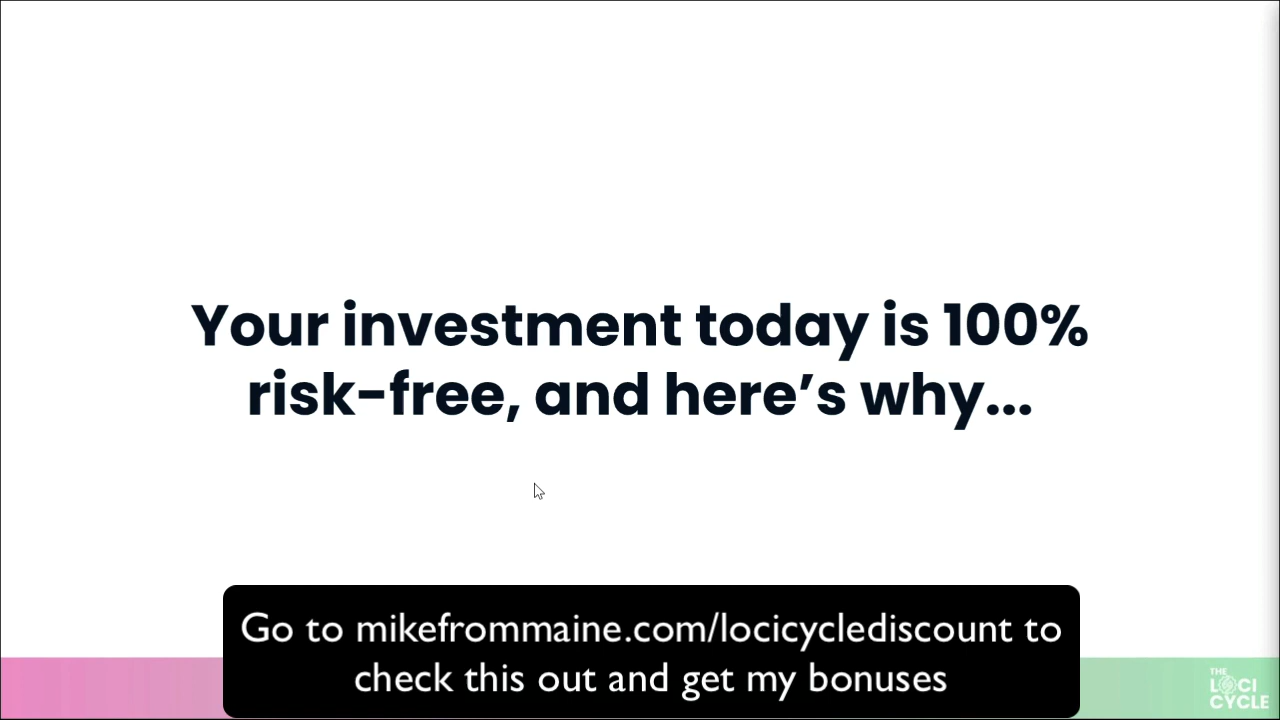 Your investment today is 100%
risk-free, and here’s why...
Go to mikefrommaine.com/locicyclediscount to
check this out and get my bonuses
THE
LOCI
CYCLE